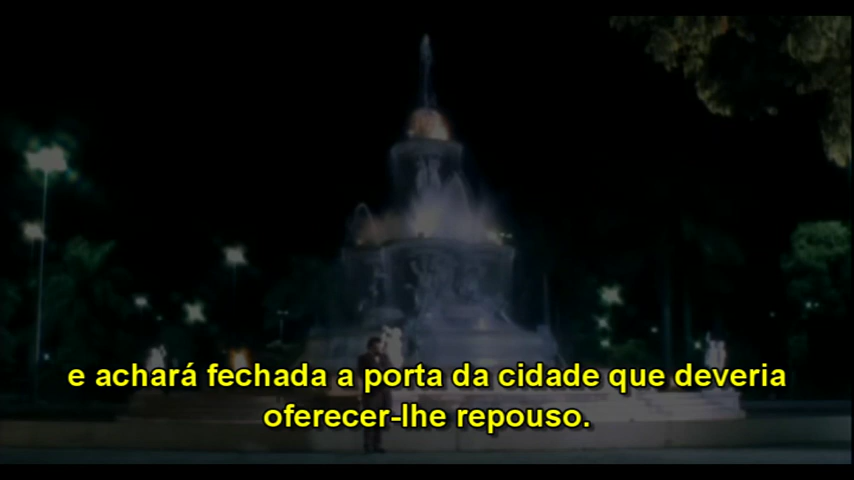 e achará fechada a porta da cidade que deveria
oferecer-lhe repouso.